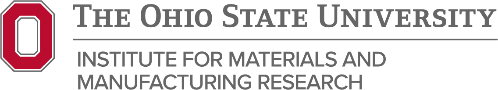 THE OHIO STATE UNIVERSITY
INSTITUTE FOR MATERIALS AND
MANUFACTURING RESEARCH